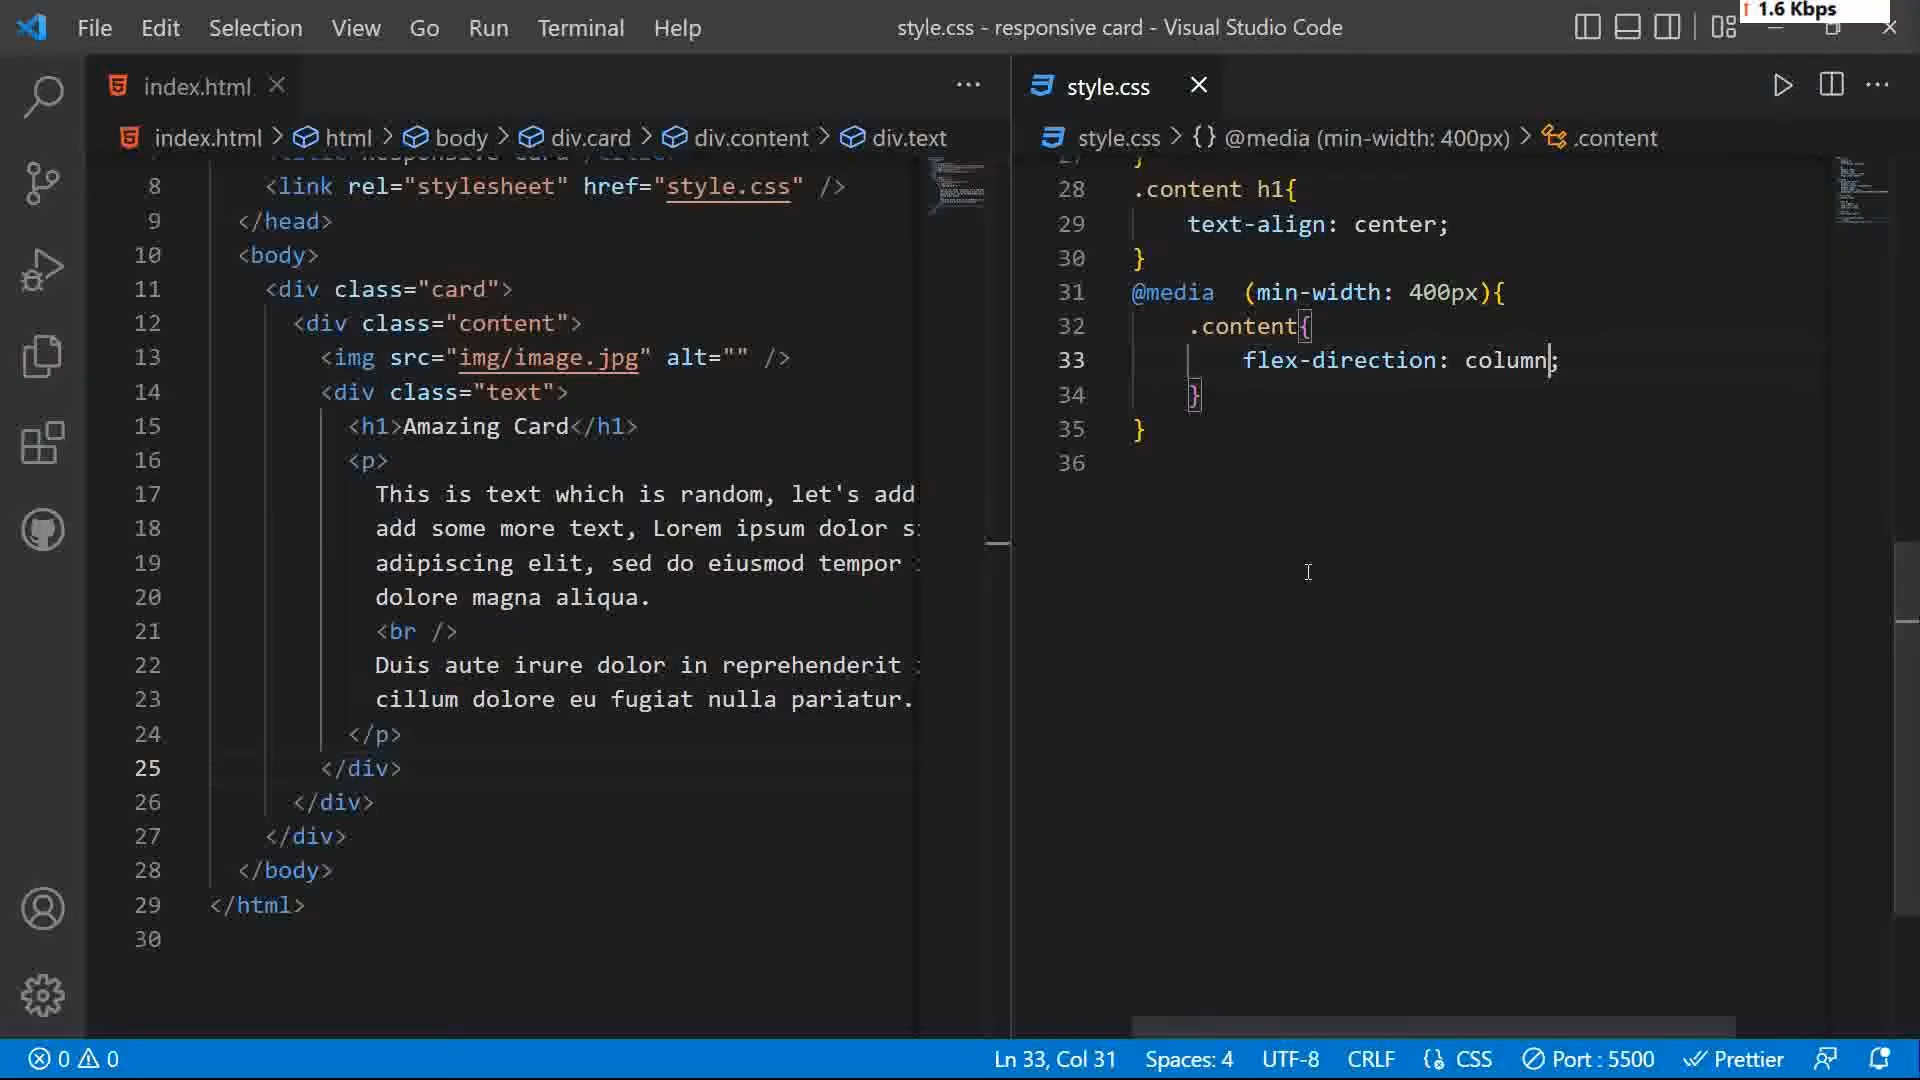 File Edit Selection View Go Run Terminal Help
style.css - responsive card - Visual Studio Code
↑ 1.6 Kbps
index.html
index.html > html > body > div.card > div.content > div.text
8 <link rel="stylesheet" href="style.css" />
9 </head>
10 <body>
11 <div class="card">
12 <div class="content">
13 <img src="img/image.jpg" alt="" />
14 <div class="text">
15 <h1>Amazing Card</h1>
16 <p>
17 This is text which is random, let's add
18 add some more text, Lorem ipsum dolor
19 adipiscing elit, sed do eiusmod tempor
20 dolore magna aliqua.
21 <br />
22 Duis aute irure dolor in reprehenderit
23 cillum dolore eu fugiat nulla pariatur.
24 </p>
25 </div>
26 </div>
27 </div>
28 </body>
29 </html>
30
style.css
style.css > {} @media (min-width: 400px) > .content
28 .content h1{
29 text-align: center;
30 }
31 @media  (min-width: 400px){
32 .content{
33 flex-direction: column;
34 }
35 }
36
0 0
Ln 33, Col 31 Spaces: 4 UTF-8 CRLF {} CSS Port : 5500 Prettier